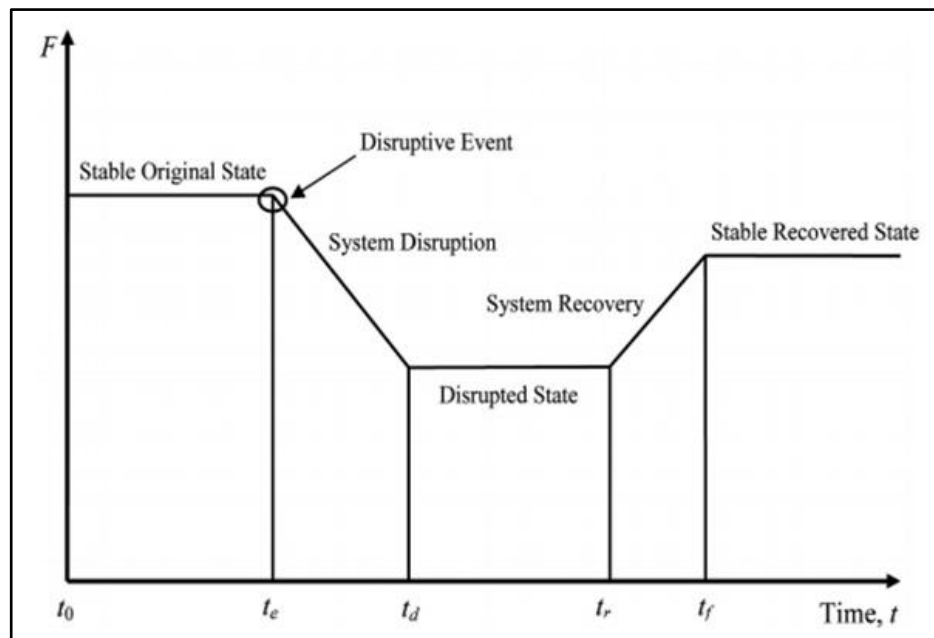 F
Disruptive Event
Stable Original State
System Disruption
Stable Recovered State
System Recovery
Disrupted State
t0 te td tr tf Time, t